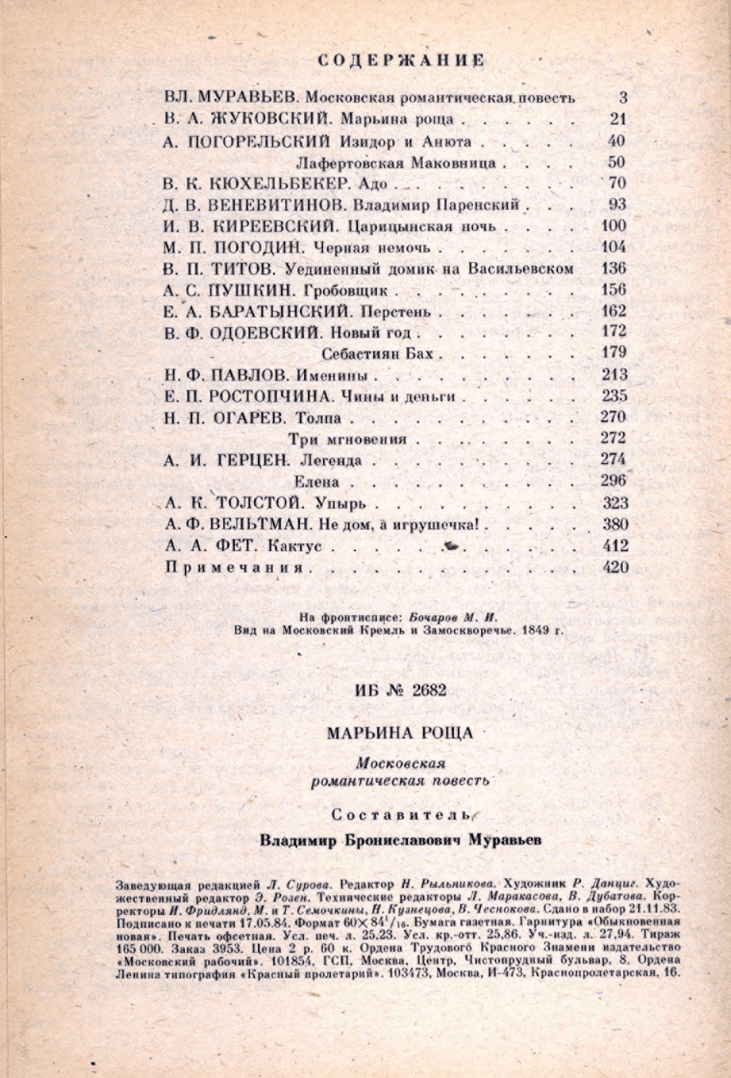 СОДЕРЖАНИЕ
ВЛ. МУРАВЬЕВ. Московская романтическая повесть 3
В. А. ЖУКОВСКИЙ. Марьина роща . . . . . . 21
А. ПОГОРЕЛЬСКИЙ Изидор и Анюта . . . . . 40
Лафертовская Маковница . . . . 50
В. К. КЮХЕЛЬБЕКЕР. Адо . . . . . . . . . 70
Д. В. ВЕНЕВИТИНОВ. Владимир Паренский . . . 93
И. В. КИРЕЕВСКИЙ. Царицынская ночь . . . . 100
М. П. ПОГОДИН. Черная немочь . . . . . . . 104
В. П. ТИТОВ. Уединенный домик на Васильевском 136
А. С. ПУШКИН. Гробовщик . . . . . . . . . 156
Е. А. БАРАТЫНСКИЙ. Перстень . . . . . . . 162
В. Ф. ОДОЕВСКИЙ. Новый год . . . . . . . . 172
Себастиян Бах . . . . . . . 179
Н. Ф. ПАВЛОВ. Именины . . . . . . . . . . 213
Е. П. РОСТОПЧИНА. Чины и деньги . . . . . . 235
Н. П. ОГАРЕВ. Толпа . . . . . . . . . . . 270
Три мгновения . . . . . . . . 272
А. И. ГЕРЦЕН. Легенда . . . . . . . . . . 274
Елена . . . . . . . . . . . 296
А. К. ТОЛСТОЙ. Упырь . . . . . . . . . . 323
А. Ф. ВЕЛЬТМАН. Не дом, а игрушечка! . . . . . 380
А. А. ФЕТ. Кактус . . . . . . . . . . . . 412
Примечания . . . . . . . . . . . . . 420
На фронтисписе: Бочаров М. И.
Вид на Московский Кремль и Замоскворечье. 1849 г.
ИБ № 2682
МАРЬИНА РОЩА
Московская
романтическая повесть
Составитель
Владимир Брониславович Муравьев
Заведующая редакцией Л. Сурова. Редактор Н. Рыльникова. Художник Р. Данциг. Худо-
жественный редактор Э. Розен. Технические редакторы Л. Маракасова, В. Дубатова. Кор-
ректоры И. Фридлянд, М. и Т. Семочкины, Н. Кузнецова, В. Чеснокова. Сдано в набор 21.11.83.
Подписано к печати 17.05.84. Формат 60×84¹/₁₆. Бумага газетная. Гарнитура «Обыкновенная
новая». Печать офсетная. Усл. печ. л. 25,23. Усл. кр.-отт. 25,86. Уч.-изд. л. 27,94. Тираж
165 000. Заказ 3953. Цена 2 р. 60 к. Ордена Трудового Красного Знамени издательство
«Московский рабочий». 101854, ГСП, Москва, Центр, Чистопрудный бульвар, 8. Ордена
Ленина типография «Красный пролетарий». 103473, Москва, И-473, Краснопролетарская, 16.